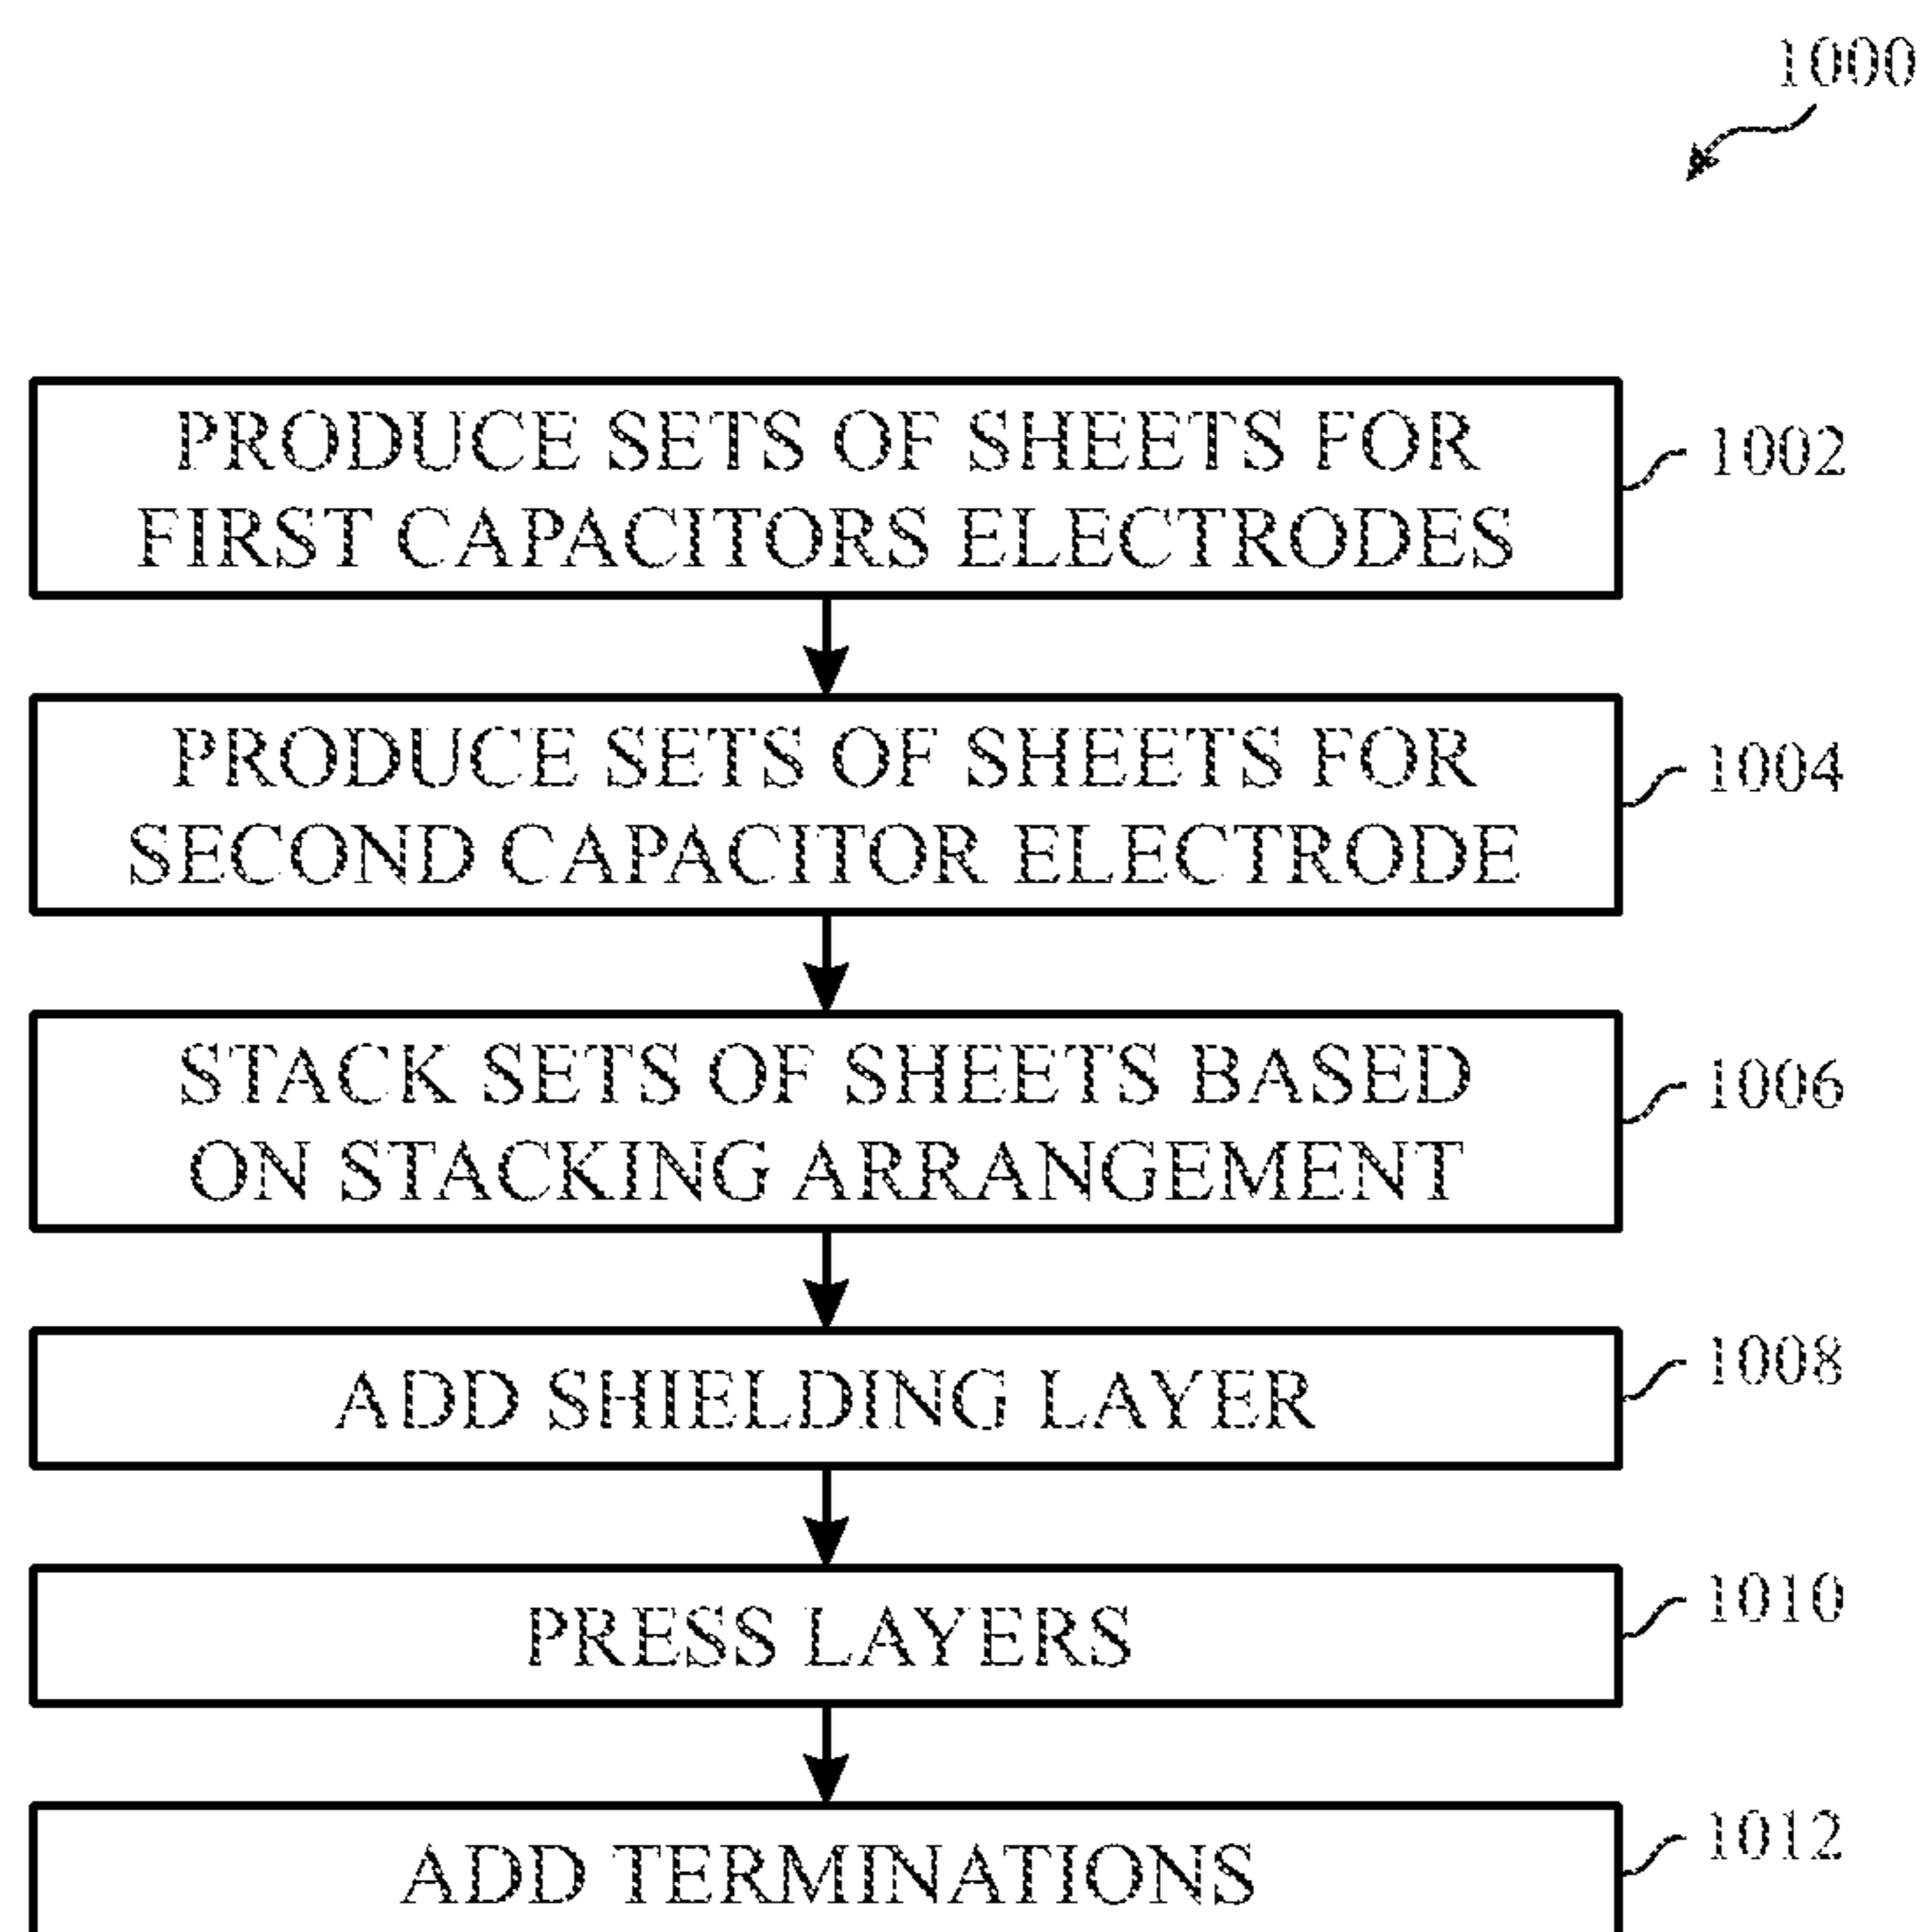 1000
PRODUCE SETS OF SHEETS FOR
FIRST CAPACITORS ELECTRODES
1002
PRODUCE SETS OF SHEETS FOR
SECOND CAPACITOR ELECTRODE
1004
STACK SETS OF SHEETS BASED
ON STACKING ARRANGEMENT
1006
ADD SHIELDING LAYER
1008
PRESS LAYERS
1010
ADD TERMINATIONS
1012